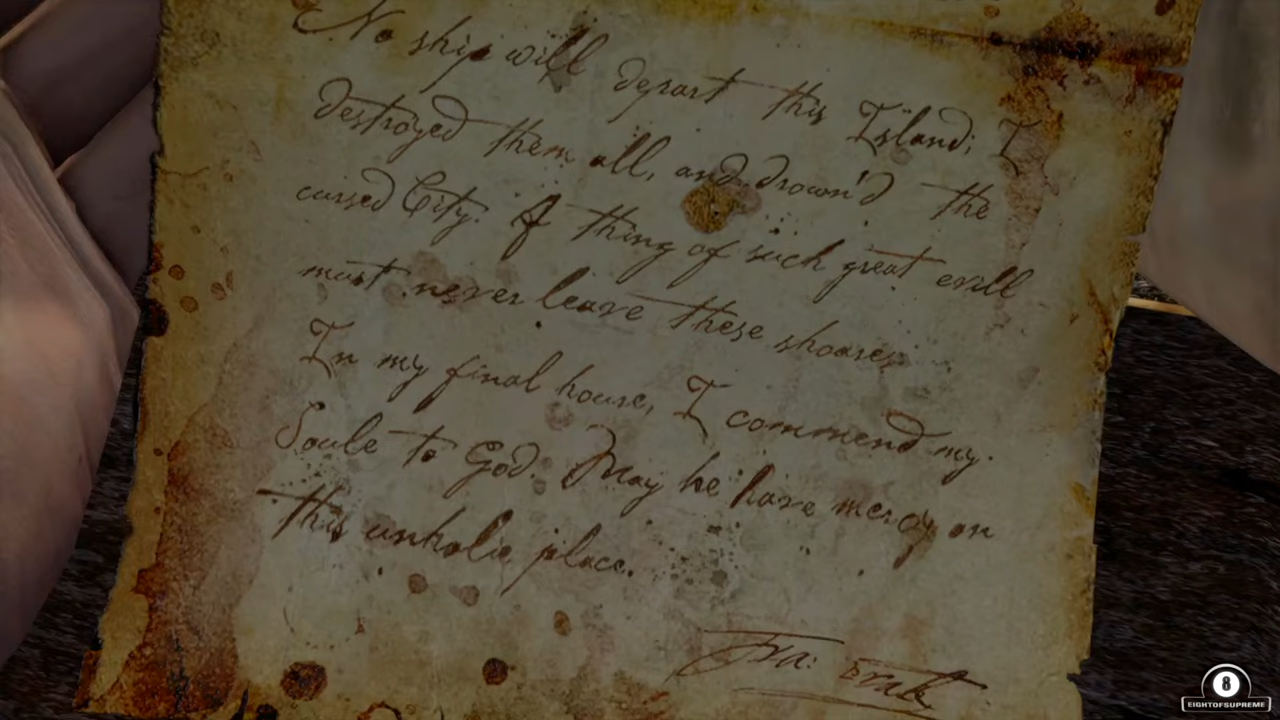 No ship will depart this Island; I
destroyed them all, and drown'd the
cursed City. A thing of such great evill
must never leave these shoares.
In my final houre, I commend my
Soule to God. May he have mercy on
this unholie place.
Fra: Drake
8
EIGHTOFSUPREME